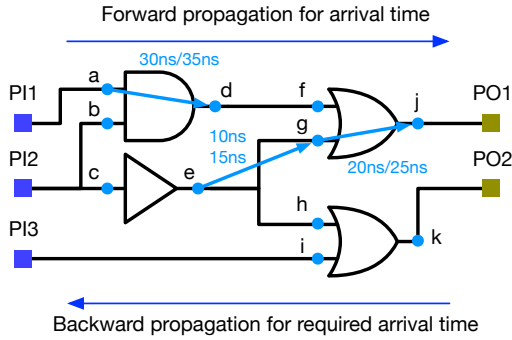 Forward propagation for arrival time
30ns/35ns
PI1
a
d
f
j
PO1
b
g
PI2
10ns
15ns
PO2
c
e
20ns/25ns
PI3
h
i
k
Backward propagation for required arrival time